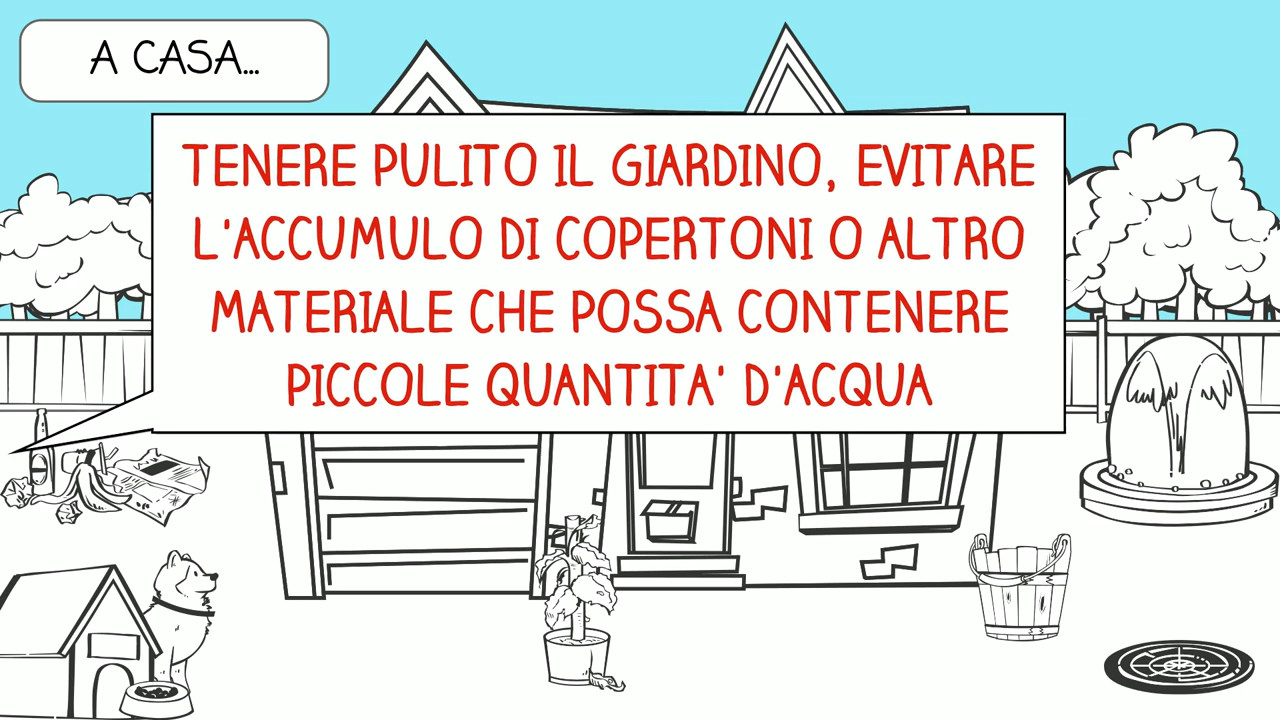 A CASA...
TENERE PULITO IL GIARDINO, EVITARE
L'ACCUMULO DI COPERTONI O ALTRO
MATERIALE CHE POSSA CONTENERE
PICCOLE QUANTITA' D'ACQUA